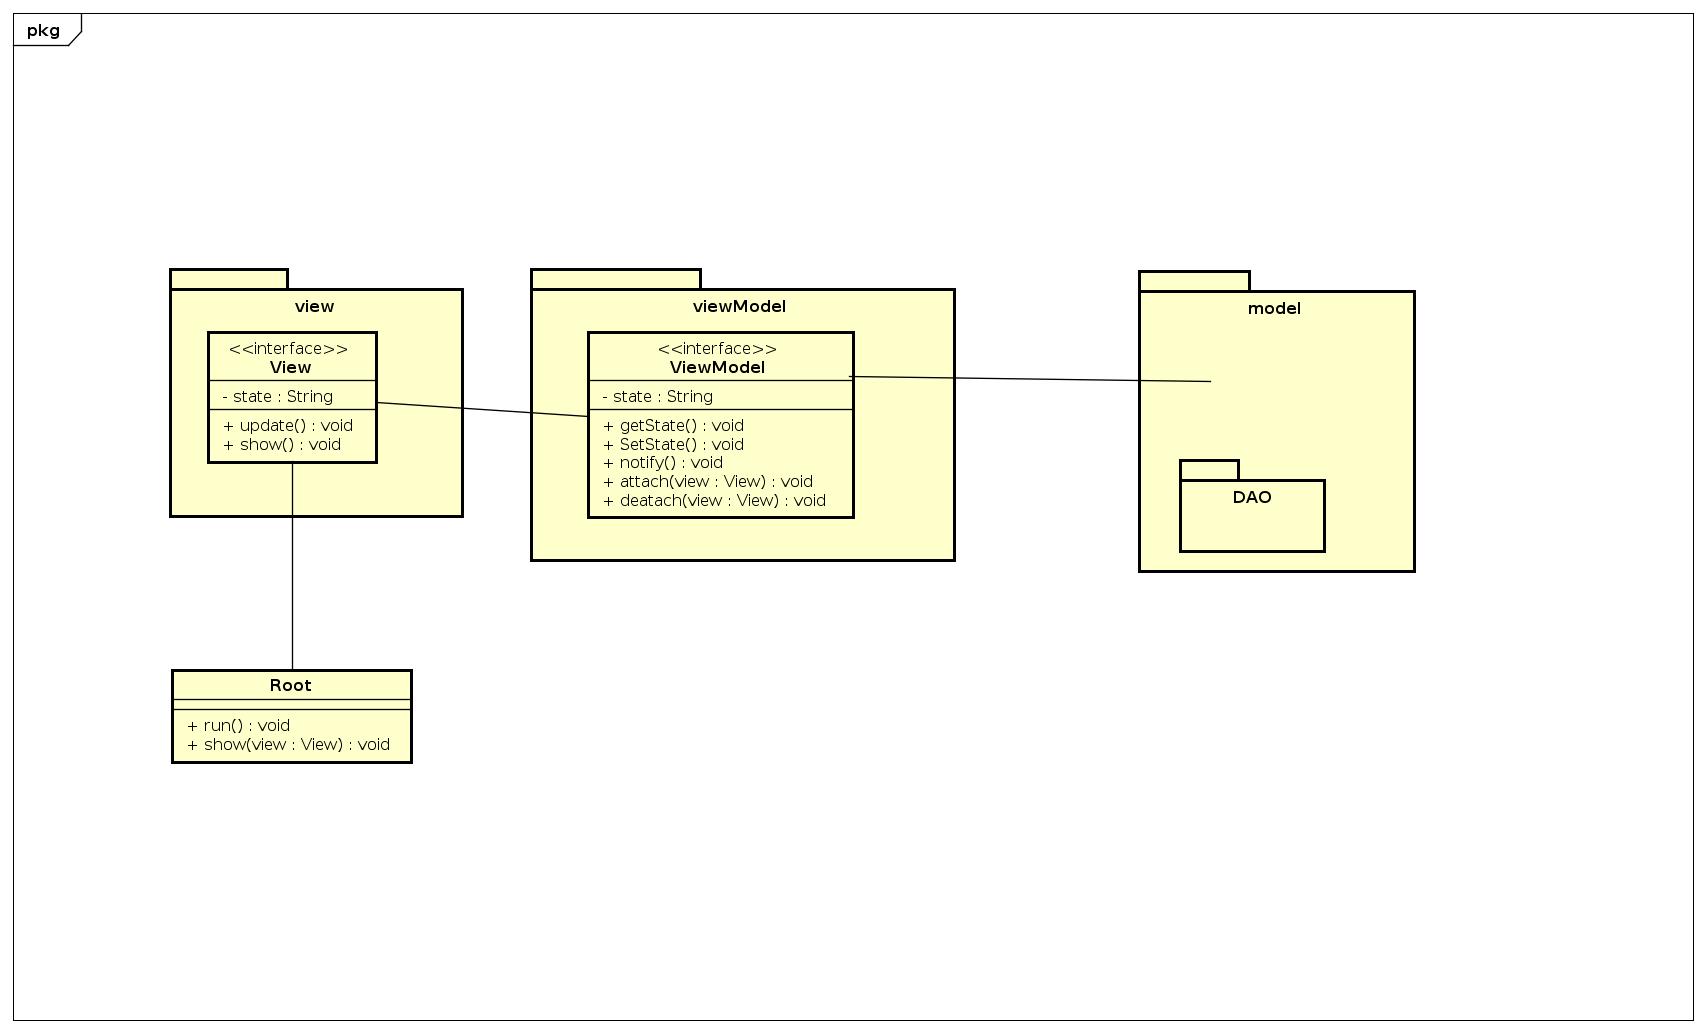 pkg
view
<<interface>>
View
- state : String
+ update() : void
+ show() : void
viewModel
<<interface>>
ViewModel
- state : String
+ getState() : void
+ SetState() : void
+ notify() : void
+ attach(view : View) : void
+ deatach(view : View) : void
model
DAO
Root
+ run() : void
+ show(view : View) : void